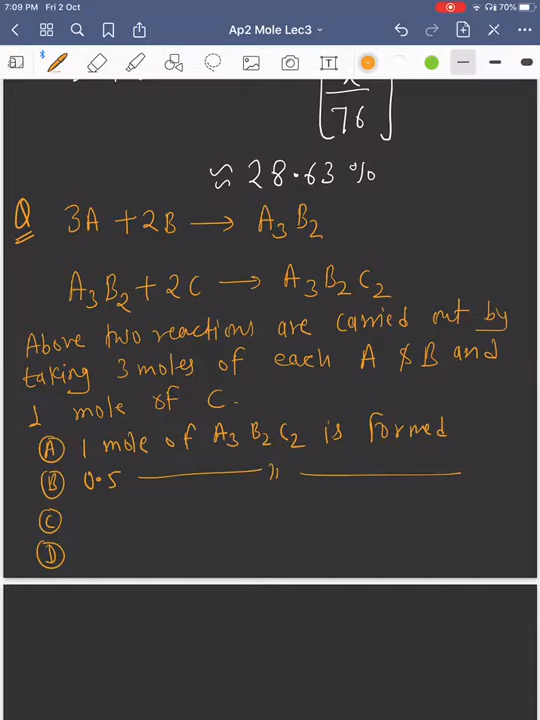 7:09 PM Fri 2 Oct 70%
Ap2 Mole Lec3
T
76
≈ 28.63 %
Q 3A + 2B → A₃B₂
A₃B₂ + 2C → A₃B₂C₂
Above two reactions are carried out by
taking 3 moles of each A & B and
1 mole of C.
(A) 1 mole of A₃B₂C₂ is formed
(B) 0.5 ——— " ———
(C)
(D)